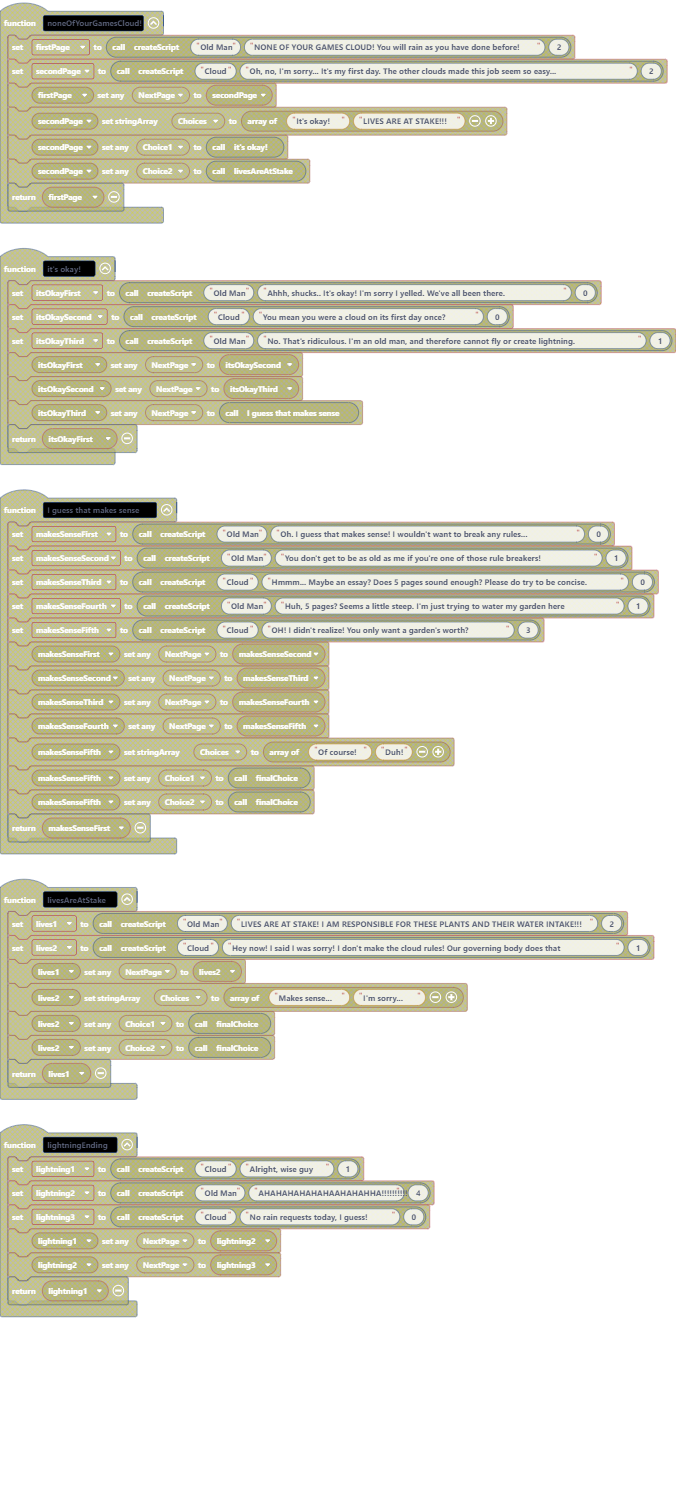 function noneOfYourGamesCloud!
set firstPage to call createScript "Old Man" "NONE OF YOUR GAMES CLOUD! You will rain as you have done before!" 2
set secondPage to call createScript "Cloud" "Oh, no, I'm sorry... It's my first day. The other clouds made this job seem so easy..." 2
firstPage set any NextPage to secondPage
secondPage set stringArray Choices to array of "It's okay!" "LIVES ARE AT STAKE!!!"
secondPage set any Choice1 to call it's okay!
secondPage set any Choice2 to call livesAreAtStake
return firstPage
function it's okay!
set itsOkayFirst to call createScript "Old Man" "Ahhh, shucks.. It's okay! I'm sorry I yelled. We've all been there. " 0
set itsOkaySecond to call createScript "Cloud" "You mean you were a cloud on its first day once?" 0
set itsOkayThird to call createScript "Old Man" "No. That's ridiculous. I'm an old man, and therefore cannot fly or create lightning. " 1
itsOkayFirst set any NextPage to itsOkaySecond
itsOkaySecond set any NextPage to itsOkayThird
itsOkayThird set any NextPage to call I guess that makes sense
return itsOkayFirst
function I guess that makes sense
set makesSenseFirst to call createScript "Old Man" "Oh. I guess that makes sense! I wouldn't want to break any rules..." 0
set makesSenseSecond to call createScript "Old Man" "You don't get to be as old as me if you're one of those rule breakers!" 1
set makesSenseThird to call createScript "Cloud" "Hmmm... Maybe an essay? Does 5 pages sound enough? Please do try to be concise. " 0
set makesSenseFourth to call createScript "Old Man" "Huh, 5 pages? Seems a little steep. I'm just trying to water my garden here" 1
set makesSenseFifth to call createScript "Cloud" "OH! I didn't realize! You only want a garden's worth?" 3
makesSenseFirst set any NextPage to makesSenseSecond
makesSenseSecond set any NextPage to makesSenseThird
makesSenseThird set any NextPage to makesSenseFourth
makesSenseFourth set any NextPage to makesSenseFifth
makesSenseFifth set stringArray Choices to array of "Of course!" "Duh!"
makesSenseFifth set any Choice1 to call finalChoice
makesSenseFifth set any Choice2 to call finalChoice
return makesSenseFirst
function livesAreAtStake
set lives1 to call createScript "Old Man" "LIVES ARE AT STAKE! I AM RESPONSIBLE FOR THESE PLANTS AND THEIR WATER INTAKE!!!" 2
set lives2 to call createScript "Cloud" "Hey now! I said I was sorry! I don't make the cloud rules! Our governing body does that" 1
lives1 set any NextPage to lives2
lives2 set stringArray Choices to array of "Makes sense..." "I'm sorry..."
lives2 set any Choice1 to call finalChoice
lives2 set any Choice2 to call finalChoice
return lives1
function lightningEnding
set lightning1 to call createScript "Cloud" "Alright, wise guy" 1
set lightning2 to call createScript "Old Man" "AHAHAHAHAHAHAAHAHAHHA!!!!!!!!!!" 4
set lightning3 to call createScript "Cloud" "No rain requests today, I guess!" 0
lightning1 set any NextPage to lightning2
lightning2 set any NextPage to lightning3
return lightning1